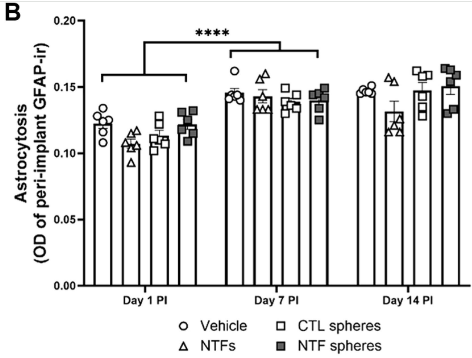 B
****
Astrocytosis
(OD of peri-implant GFAP-ir)
0.20
0.15
0.10
0.05
0.00
Day 1 PI Day 7 PI Day 14 PI
Vehicle CTL spheres
NTFs NTF spheres